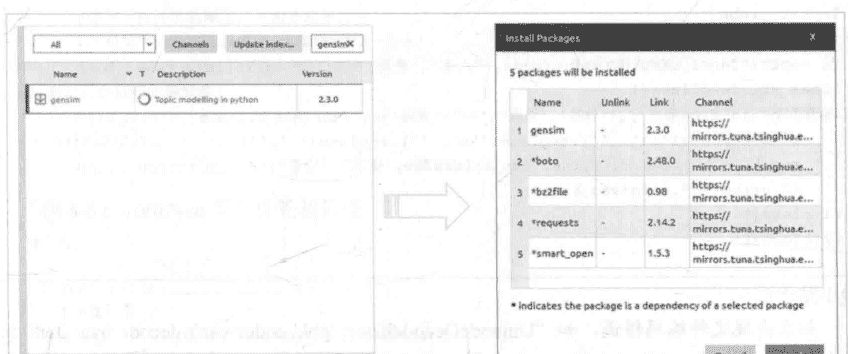 All
Channels
Update index...
gensimX
Name
T
Description
Version
gensim
Topic modelling in python
2.3.0
Install Packages
X
5 packages will be installed
Name
Unlink
Link
Channel
1
gensim
-
2.3.0
https://
mirrors.tuna.tsinghua.e...
2
*boto
-
2.48.0
https://
mirrors.tuna.tsinghua.e...
3
*bz2file
-
0.98
https://
mirrors.tuna.tsinghua.e...
4
*requests
-
2.14.2
https://
mirrors.tuna.tsinghua.e...
5
*smart_open
-
1.5.3
https://
mirrors.tuna.tsinghua.e...
* indicates the package is a dependency of a selected package